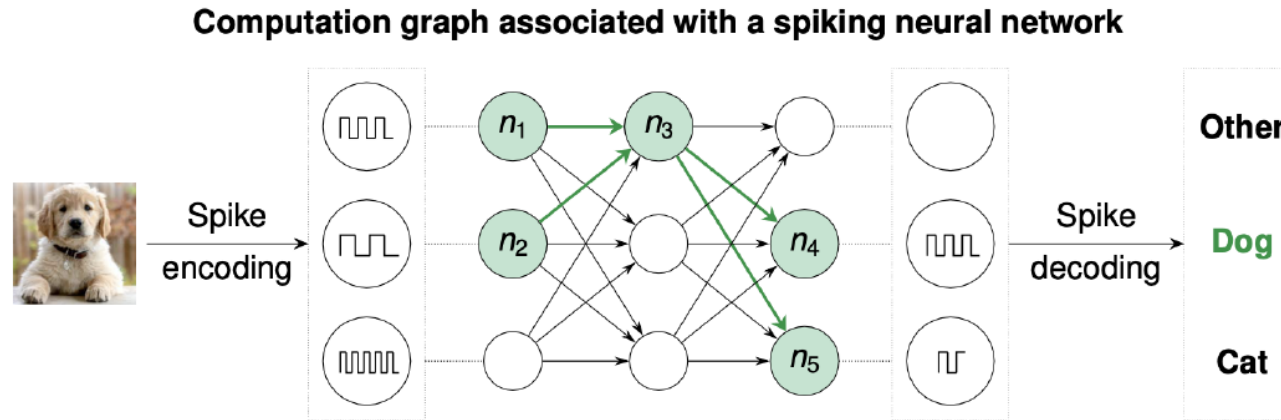 Computation graph associated with a spiking neural network
Spike
encoding
n1
n2
n3
n4
n5
Spike
decoding
Other
Dog
Cat